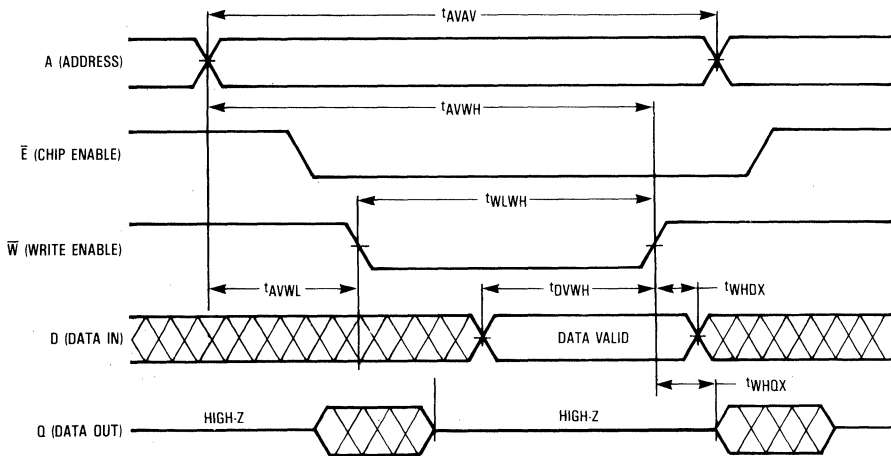 tAVAV
A (ADDRESS)
tAVWH
E̅ (CHIP ENABLE)
tWLWH
W̅ (WRITE ENABLE)
tAVWL
tDVWH
tWHDX
D (DATA IN)
DATA VALID
tWHQX
HIGH-Z
HIGH-Z
Q (DATA OUT)